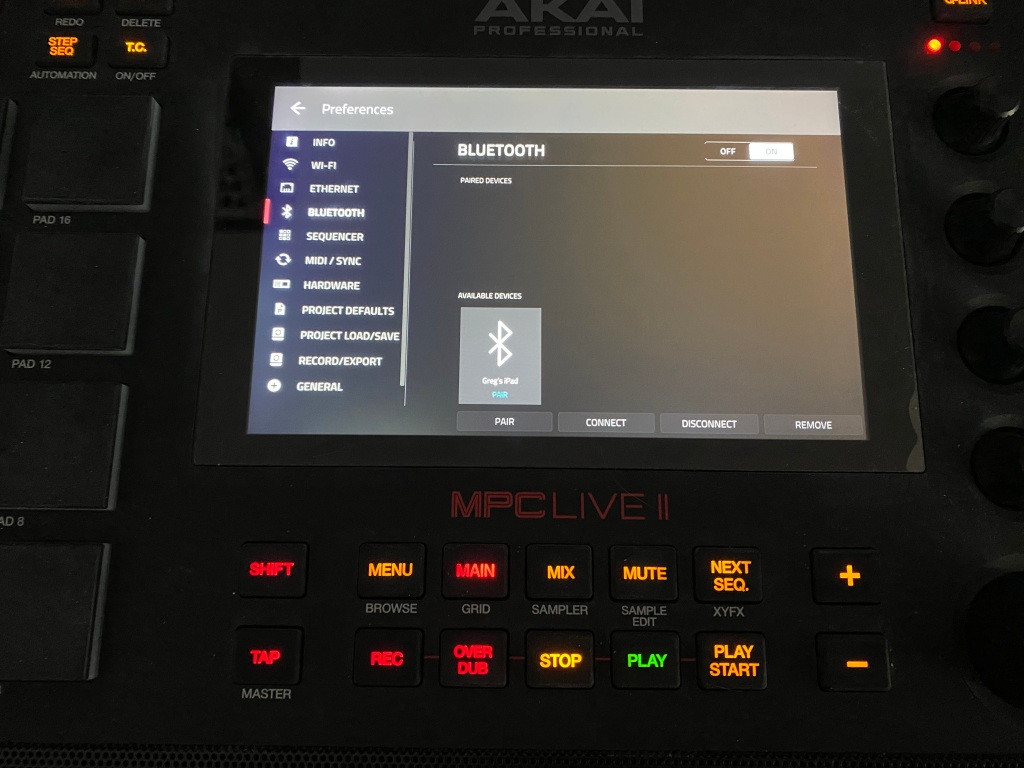 REDO
DELETE
AKAI
PROFESSIONAL
Q-LINK
STEP
SEQ
T.C.
AUTOMATION
ON/OFF
PAD 16
PAD 12
PAD 8
Preferences
INFO
WI-FI
ETHERNET
BLUETOOTH
SEQUENCER
MIDI / SYNC
HARDWARE
PROJECT DEFAULTS
PROJECT LOAD/SAVE
RECORD/EXPORT
GENERAL
BLUETOOTH
OFF
ON
PAIRED DEVICES
AVAILABLE DEVICES
Greg's iPad
PAIR
PAIR
CONNECT
DISCONNECT
REMOVE
MPC LIVE II
SHIFT
MENU
MAIN
MIX
MUTE
NEXT
SEQ.
+
BROWSE
GRID
SAMPLER
SAMPLE
EDIT
XYFX
TAP
REC
OVER
DUB
STOP
PLAY
PLAY
START
−
MASTER